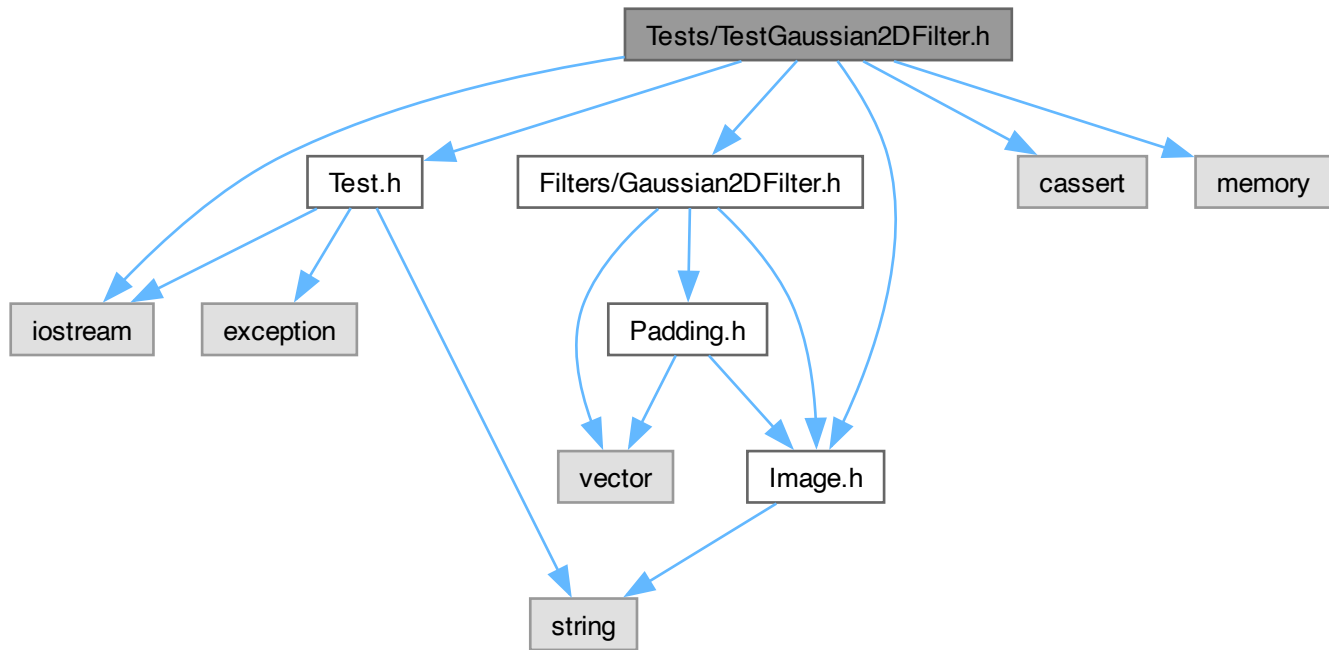 Tests/TestGaussian2DFilter.h
Test.h
Filters/Gaussian2DFilter.h
cassert
memory
iostream
exception
Padding.h
vector
Image.h
string